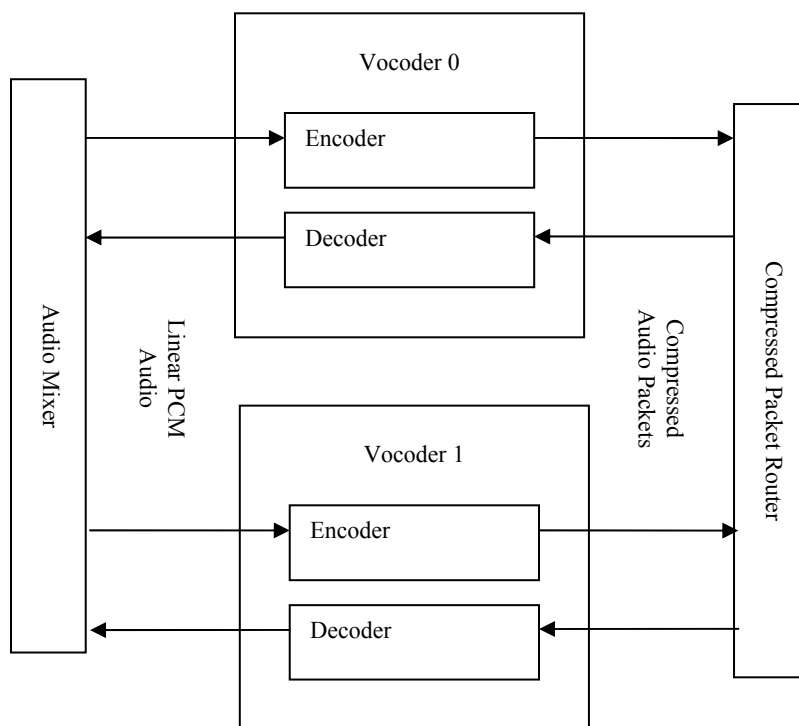 Vocoder 0
Encoder
Decoder
Audio Mixer
Linear PCM
Audio
Compressed
Audio Packets
Compressed Packet Router
Vocoder 1
Encoder
Decoder